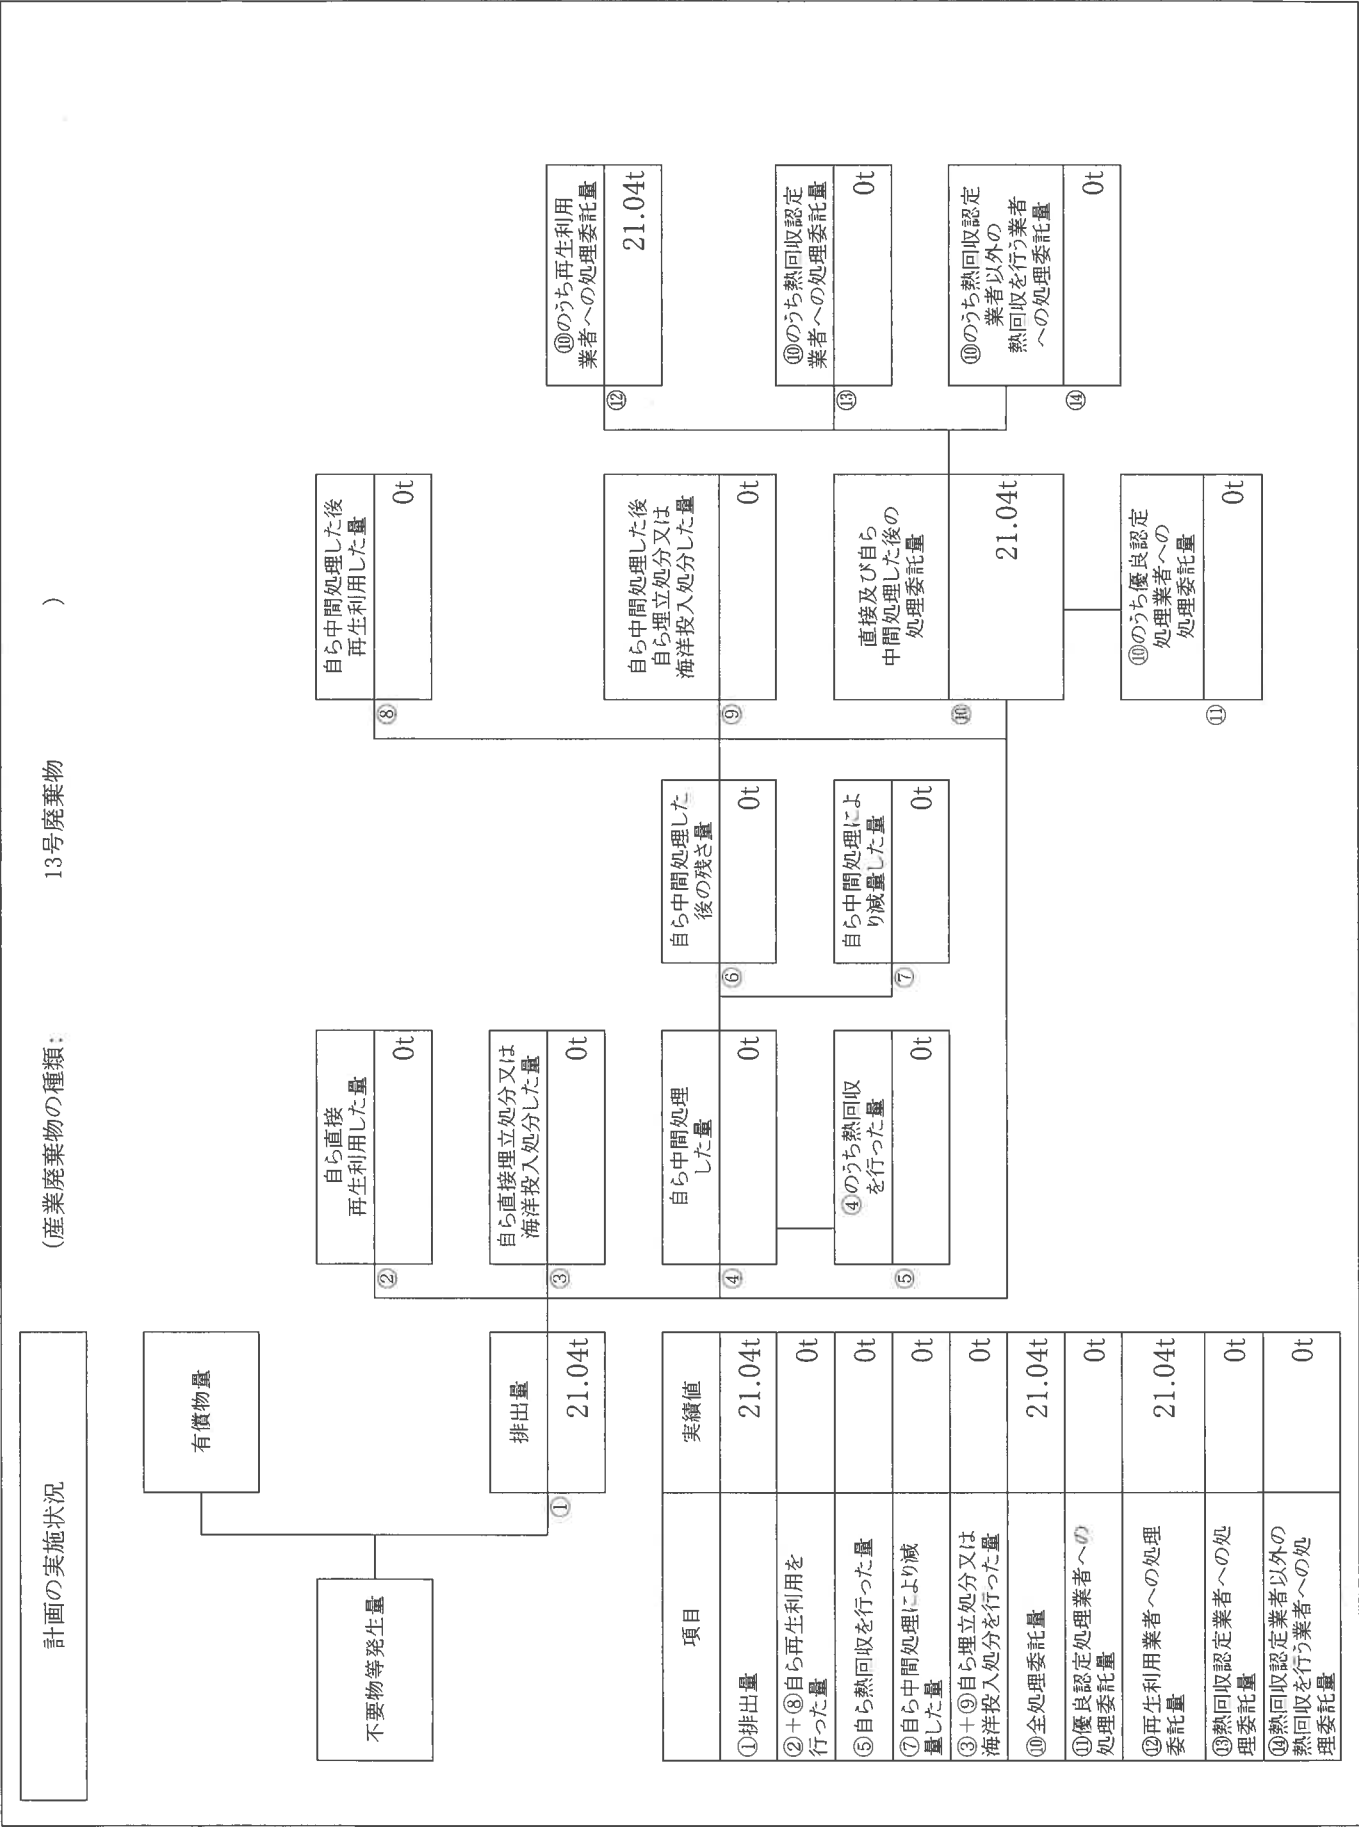 計画の実施状況
(産業廃棄物の種類:
13号廃棄物
)
有償物量
不要物等発生量
①
排出量
21.04t
②
自ら直接
再生利用した量
0t
③
自ら直接埋立処分又は
海洋投入処分した量
0t
④
自ら中間処理
した量
0t
⑤
④のうち熱回収
を行った量
0t
⑥
自ら中間処理した
後の残さ量
0t
⑦
自ら中間処理によ
り減量した量
0t
⑧
自ら中間処理した後
再生利用した量
0t
⑨
自ら中間処理した後
自ら埋立処分又は
海洋投入処分した量
0t
⑩
直接及び自ら
中間処理した後の
処理委託量
21.04t
⑪
⑩のうち優良認定
処理業者への
処理委託量
0t
⑫
⑩のうち再生利用
業者への処理委託量
21.04t
⑬
⑩のうち熱回収認定
業者への処理委託量
0t
⑭
⑩のうち熱回収認定
業者以外の
熱回収を行う業者
への処理委託量
0t
項目 実績値
①排出量 21.04t
②+⑧自ら再生利用を
行った量 0t
⑤自ら熱回収を行った量 0t
⑦自ら中間処理により減
量した量 0t
③+⑨自ら埋立処分又は
海洋投入処分を行った量 0t
⑩全処理委託量 21.04t
⑪優良認定処理業者への
処理委託量 0t
⑫再生利用業者への処理
委託量 21.04t
⑬熱回収認定業者への処
理委託量 0t
⑭熱回収認定業者以外の
熱回収を行う業者への処
理委託量 0t